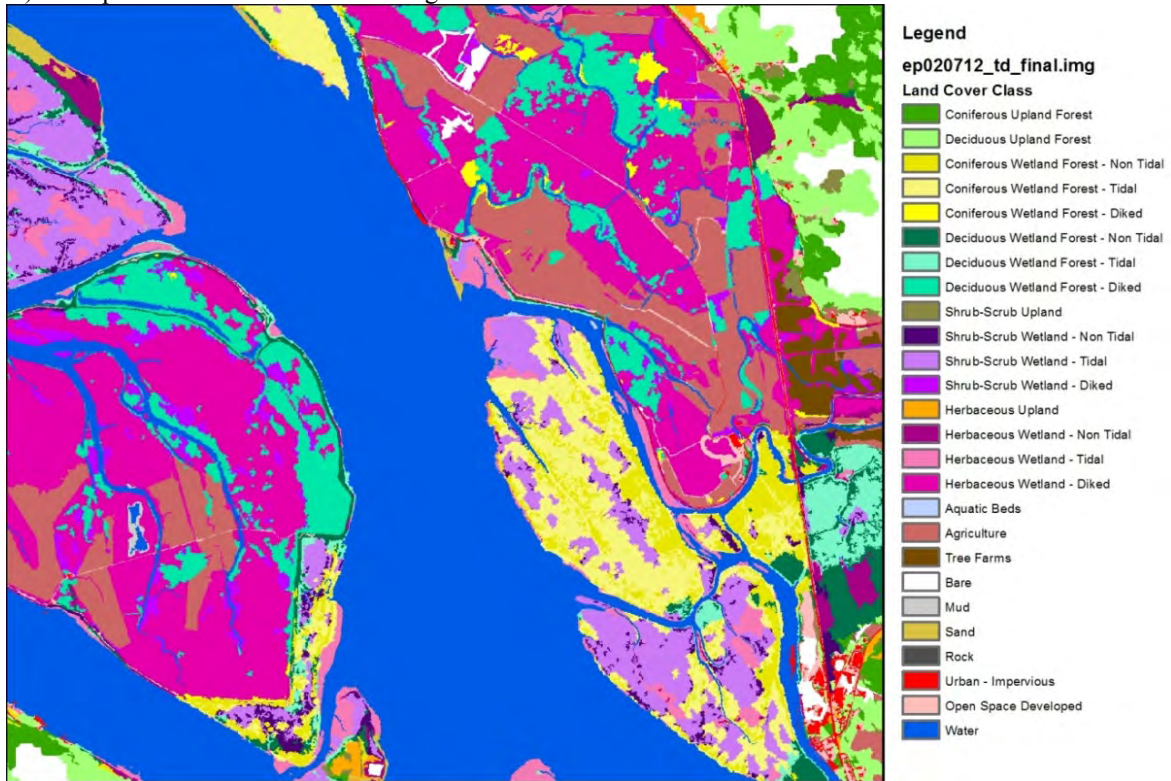 Legend
ep020712_td_final.img
Land Cover Class
Coniferous Upland Forest
Deciduous Upland Forest
Coniferous Wetland Forest - Non Tidal
Coniferous Wetland Forest - Tidal
Coniferous Wetland Forest - Diked
Deciduous Wetland Forest - Non Tidal
Deciduous Wetland Forest - Tidal
Deciduous Wetland Forest - Diked
Shrub-Scrub Upland
Shrub-Scrub Wetland - Non Tidal
Shrub-Scrub Wetland - Tidal
Shrub-Scrub Wetland - Diked
Herbaceous Upland
Herbaceous Wetland - Non Tidal
Herbaceous Wetland - Tidal
Herbaceous Wetland - Diked
Aquatic Beds
Agriculture
Tree Farms
Bare
Mud
Sand
Rock
Urban - Impervious
Open Space Developed
Water